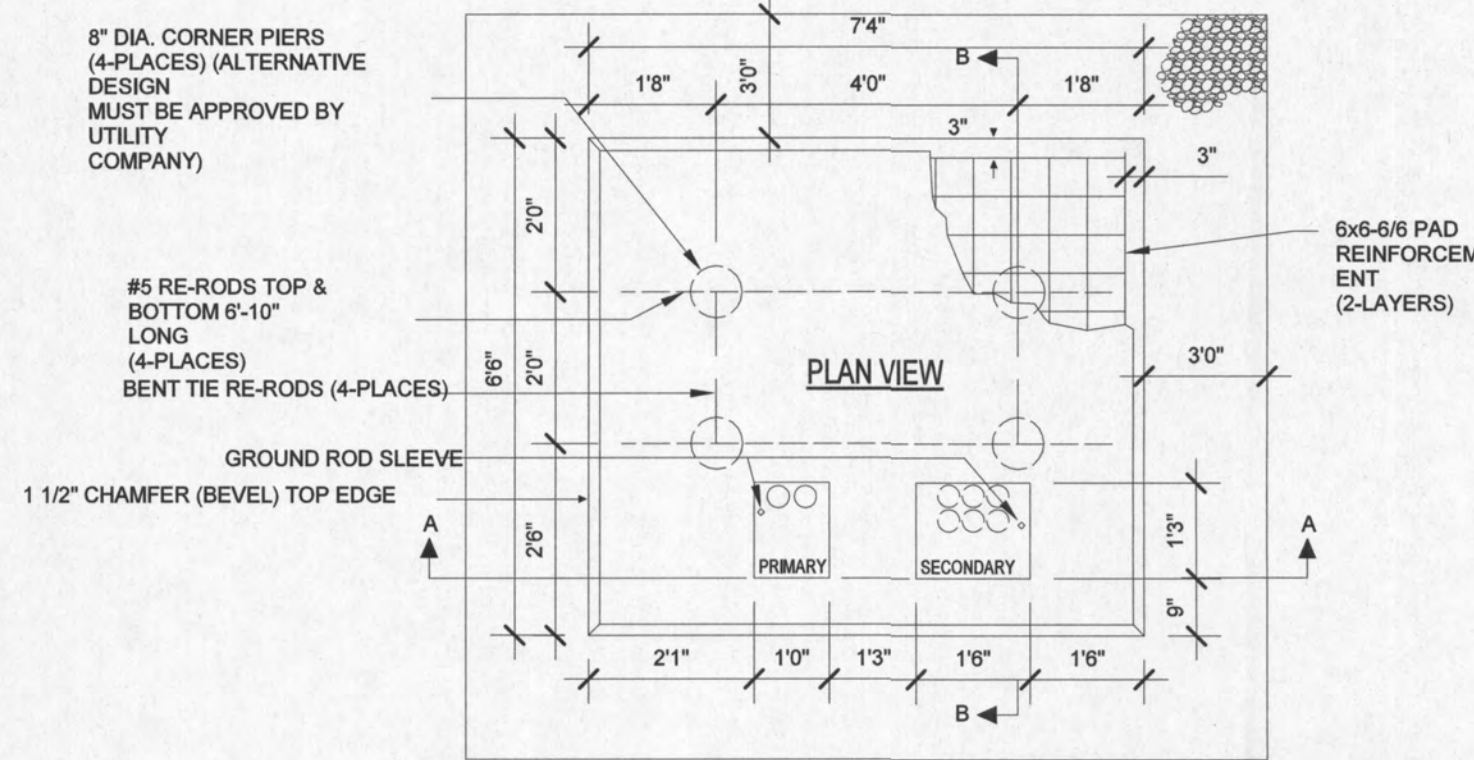 8" DIA. CORNER PIERS
(4-PLACES) (ALTERNATIVE
DESIGN
MUST BE APPROVED BY
UTILITY
COMPANY)
#5 RE-RODS TOP &
BOTTOM 6'-10"
LONG
(4-PLACES)
BENT TIE RE-RODS (4-PLACES)
GROUND ROD SLEEVE
1 1/2" CHAMFER (BEVEL) TOP EDGE
A
7'4"
B
1'8"
3'0"
4'0"
1'8"
3"
3"
2'0"
6'6"
2'0"
2'6"
6x6-6/6 PAD
REINFORCEM
ENT
(2-LAYERS)
3'0"
PLAN VIEW
PRIMARY
SECONDARY
1'3"
9"
A
2'1"
1'0"
1'3"
1'6"
1'6"
B